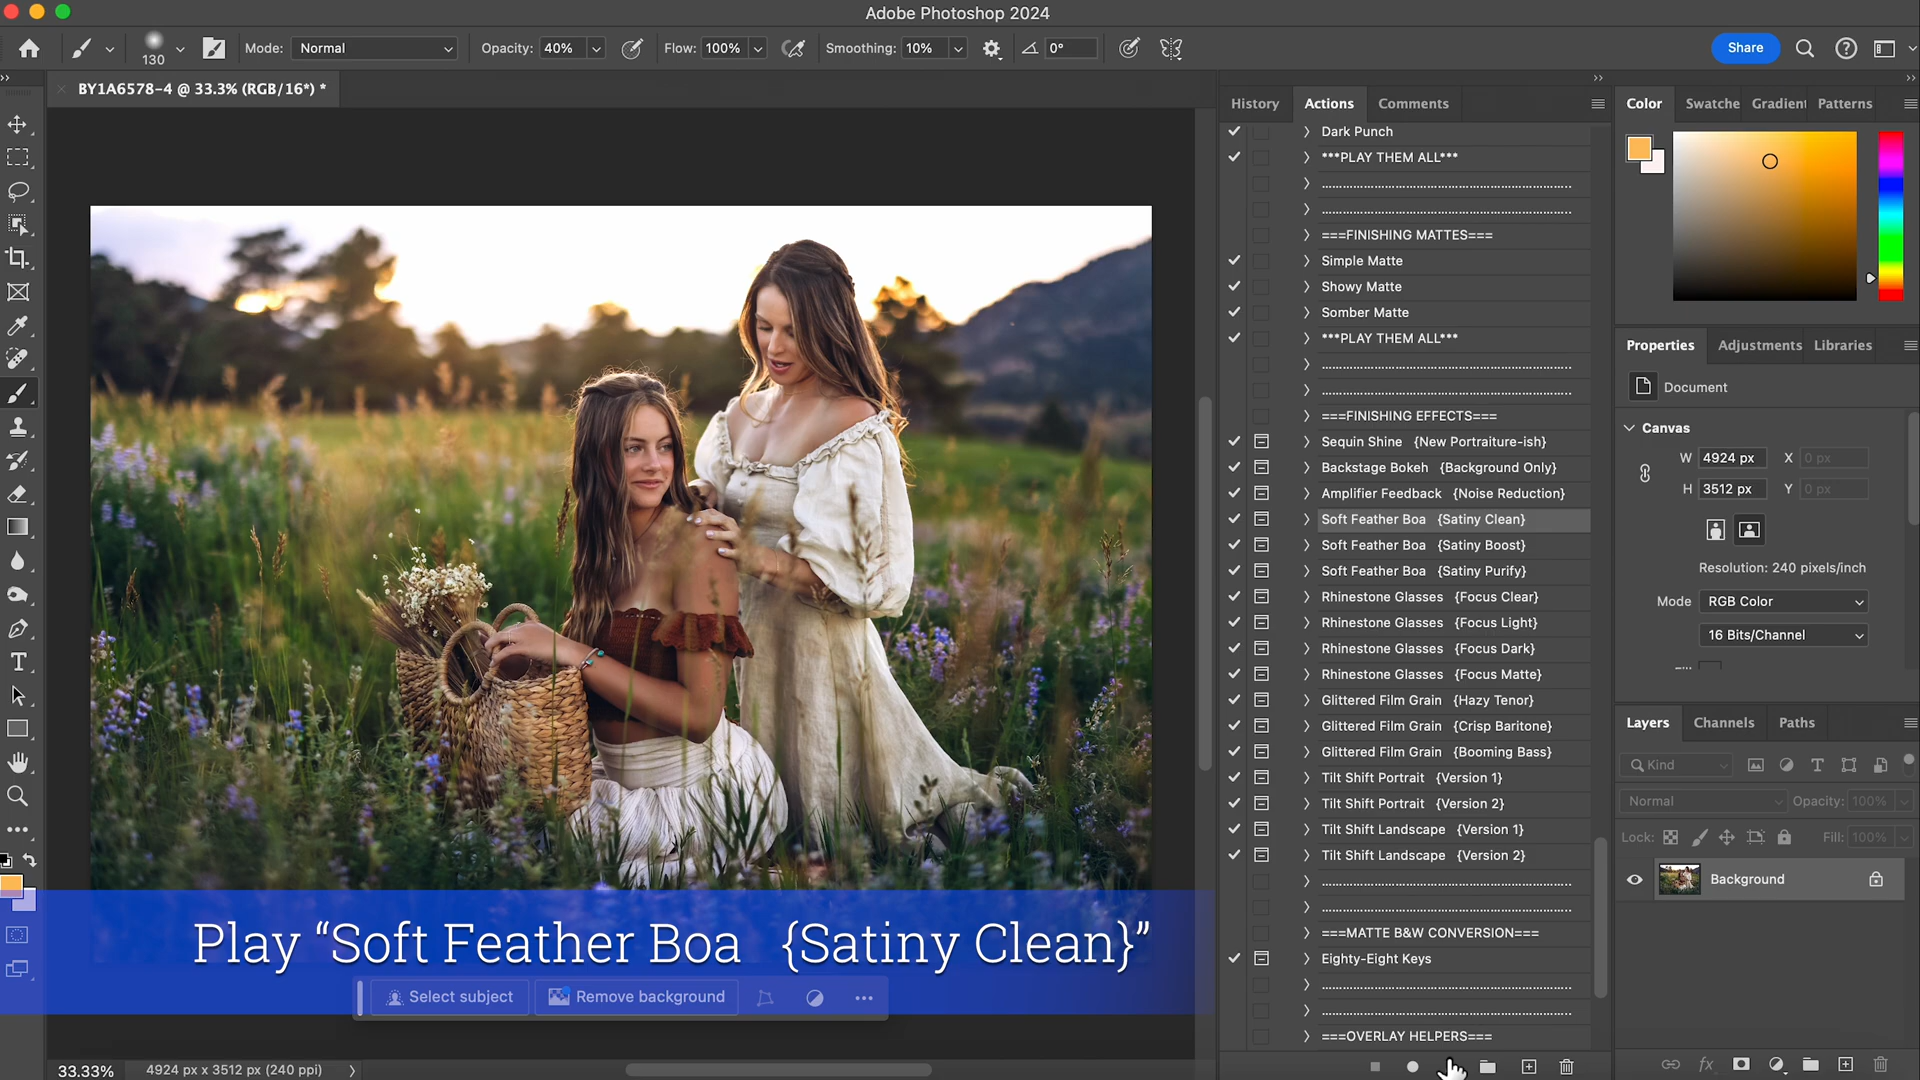 Adobe Photoshop 2024
130
Mode: Normal
Opacity: 40%
Flow: 100%
Smoothing: 10%
0°
Share
BY1A6578-4 @ 33.3% (RGB/16*) *
History Actions Comments
Dark Punch
***PLAY THEM ALL***
===FINISHING MATTES===
Simple Matte
Showy Matte
Somber Matte
***PLAY THEM ALL***
===FINISHING EFFECTS===
Sequin Shine {New Portraiture-ish}
Backstage Bokeh {Background Only}
Amplifier Feedback {Noise Reduction}
Soft Feather Boa {Satiny Clean}
Soft Feather Boa {Satiny Boost}
Soft Feather Boa {Satiny Purify}
Rhinestone Glasses {Focus Clear}
Rhinestone Glasses {Focus Light}
Rhinestone Glasses {Focus Dark}
Rhinestone Glasses {Focus Matte}
Glittered Film Grain {Hazy Tenor}
Glittered Film Grain {Crisp Baritone}
Glittered Film Grain {Booming Bass}
Tilt Shift Portrait {Version 1}
Tilt Shift Portrait {Version 2}
Tilt Shift Landscape {Version 1}
Tilt Shift Landscape {Version 2}
===MATTE B&W CONVERSION===
Eighty-Eight Keys
===OVERLAY HELPERS===
Color Swatche Gradient Patterns
Properties Adjustments Libraries
Document
Canvas
W 4924 px X 0 px
H 3512 px Y 0 px
Resolution: 240 pixels/inch
Mode RGB Color
16 Bits/Channel
Layers Channels Paths
Kind
Normal Opacity: 100%
Lock: Fill: 100%
Background
Play “Soft Feather Boa {Satiny Clean}”
Select subject Remove background
33.33% 4924 px x 3512 px (240 ppi)